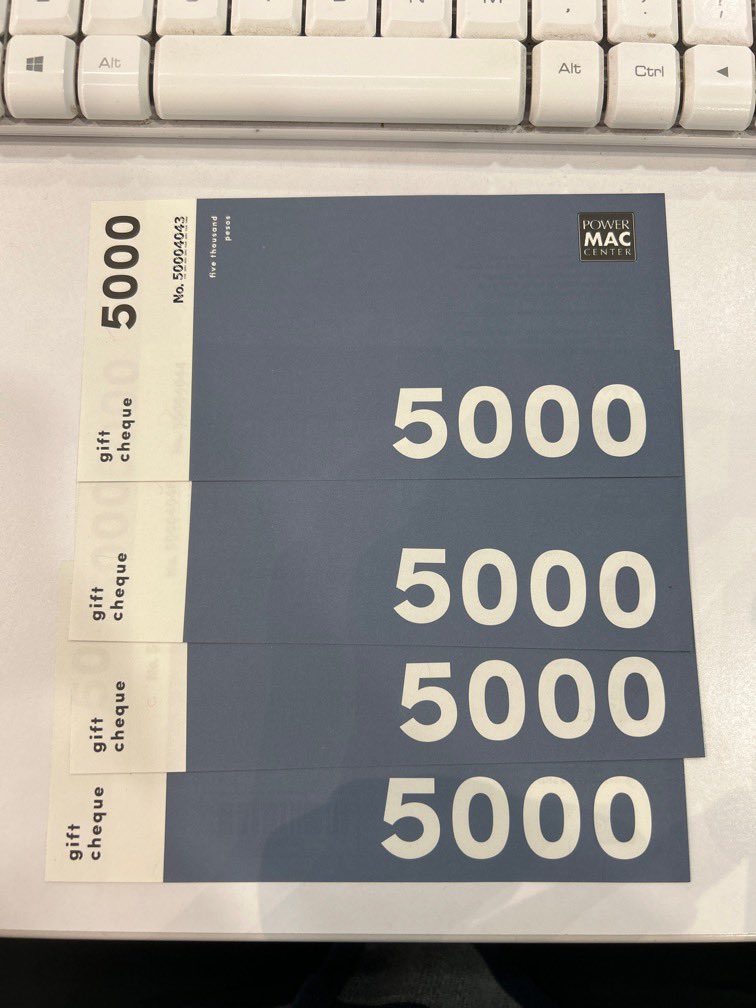 Alt
Alt
Ctrl
5000
No. 50004043
five thousand
pesos
POWER
MAC
CENTER
gift
cheque
5000
gift
cheque
5000
gift
cheque
5000
gift
cheque
5000